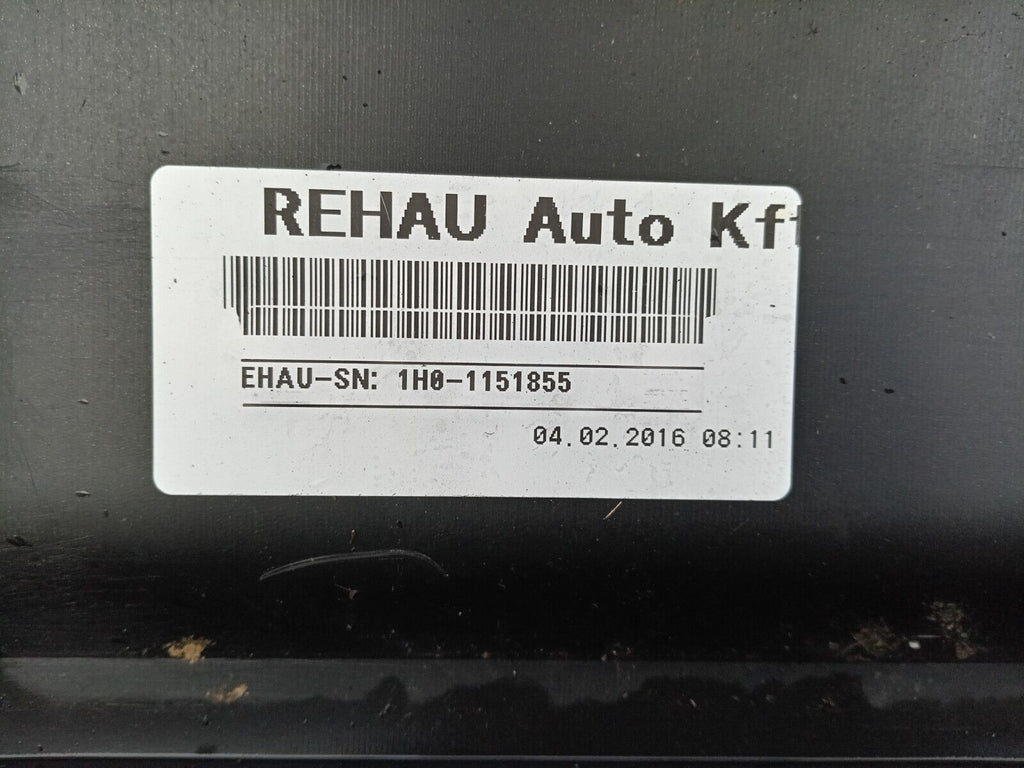 REHAU Auto Kf
EHAU-SN: 1H0-1151855
04.02.2016 08:11